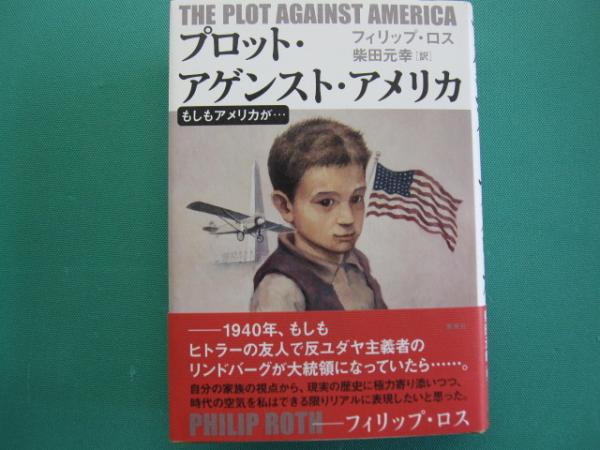 THE PLOT AGAINST AMERICA
プロット・
アゲンスト・アメリカ
フィリップ・ロス
柴田元幸[訳]
もしもアメリカが…
──1940年、もしも
ヒトラーの友人で反ユダヤ主義者の
リンドバーグが大統領になっていたら……。
自分の家族の視点から、現実の歴史に極力寄り添いつつ、
時代の空気を私はできる限りリアルに表現したいと思った。
PHILIP ROTH──フィリップ・ロス